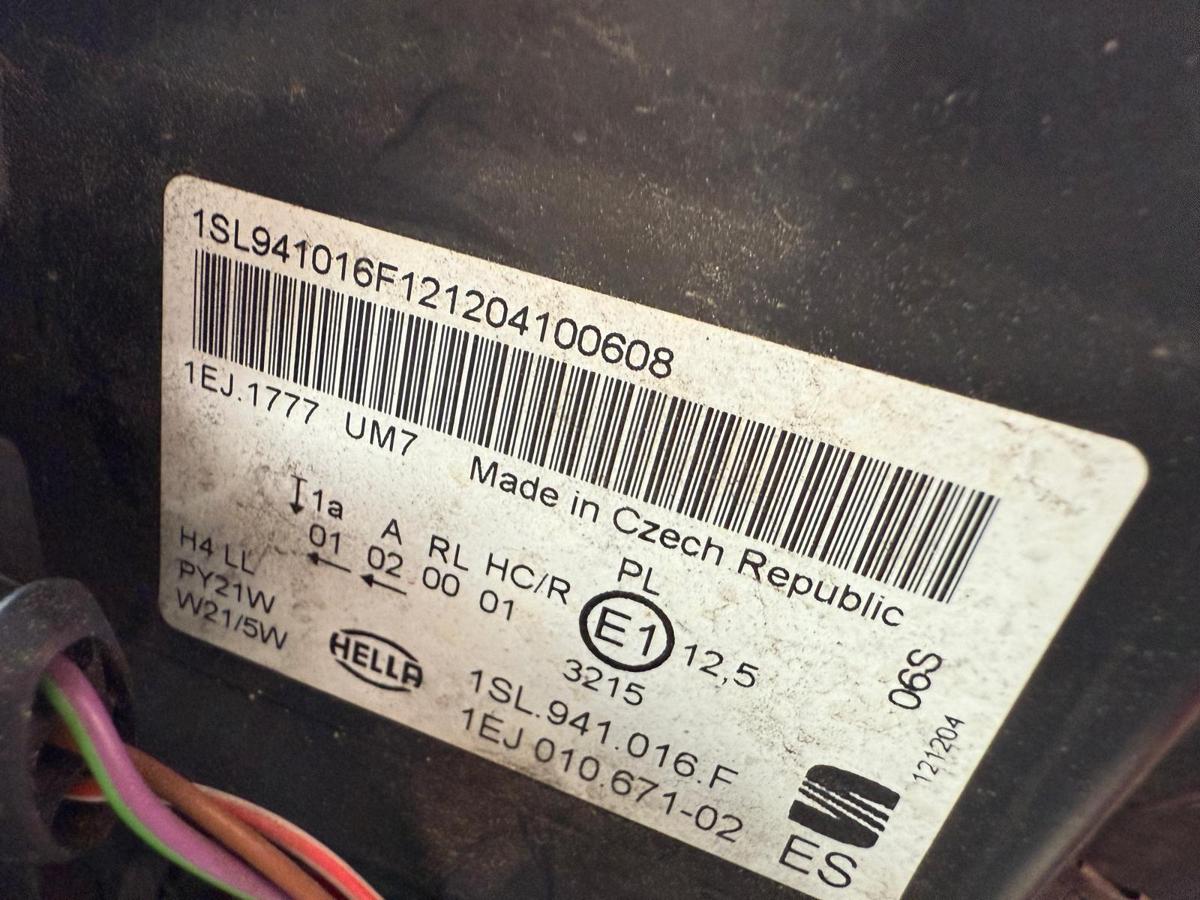 1SL941016F121204100608
1EJ.1777 UM7 Made in Czech Republic
1a A RL HC/R PL
01 02 00 01
H4 LL
PY21W
W21/5W
E1 12,5
3215
HELLA
1SL.941.016.F
1EJ 010.671-02
06S
121204
ES